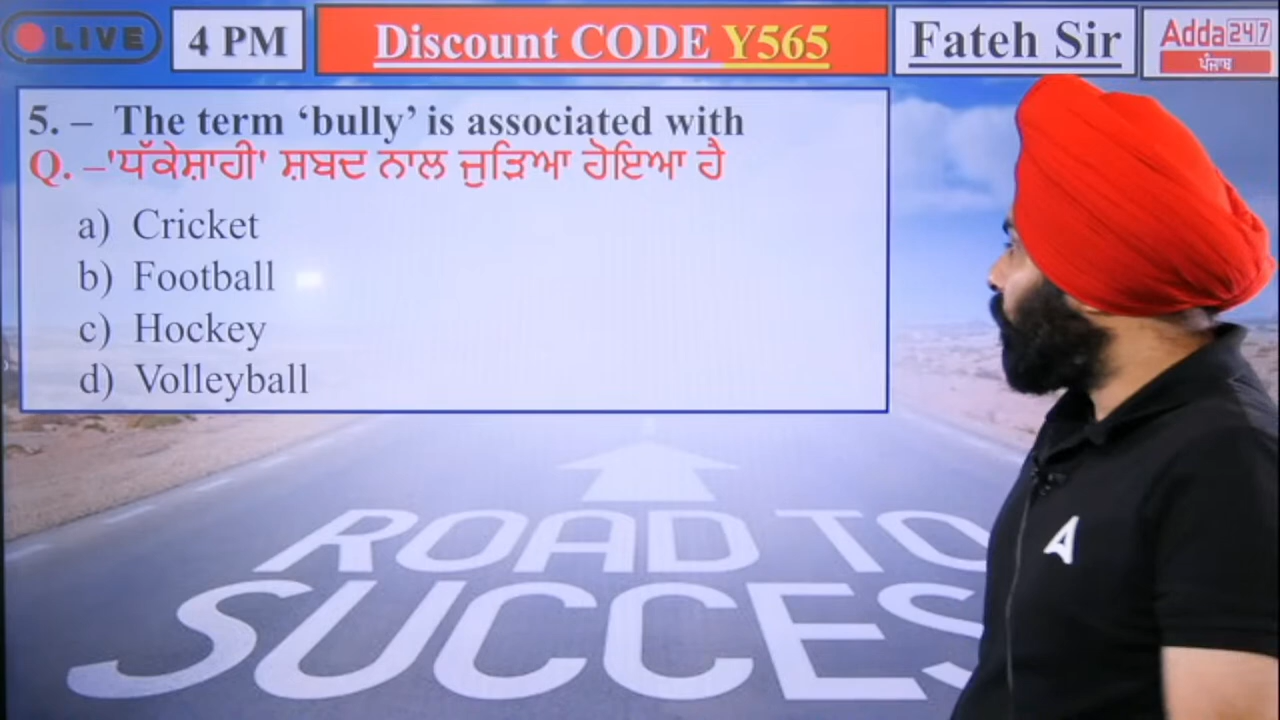 LIVE
4 PM
Discount CODE Y565
Fateh Sir
Adda247
ਪੰਜਾਬ
5. – The term ‘bully’ is associated with
Q. –'ਧੱਕੇਸ਼ਾਹੀ' ਸ਼ਬਦ ਨਾਲ ਜੁੜਿਆ ਹੋਇਆ ਹੈ
a) Cricket
b) Football
c) Hockey
d) Volleyball
ROAD TO
SUCCES